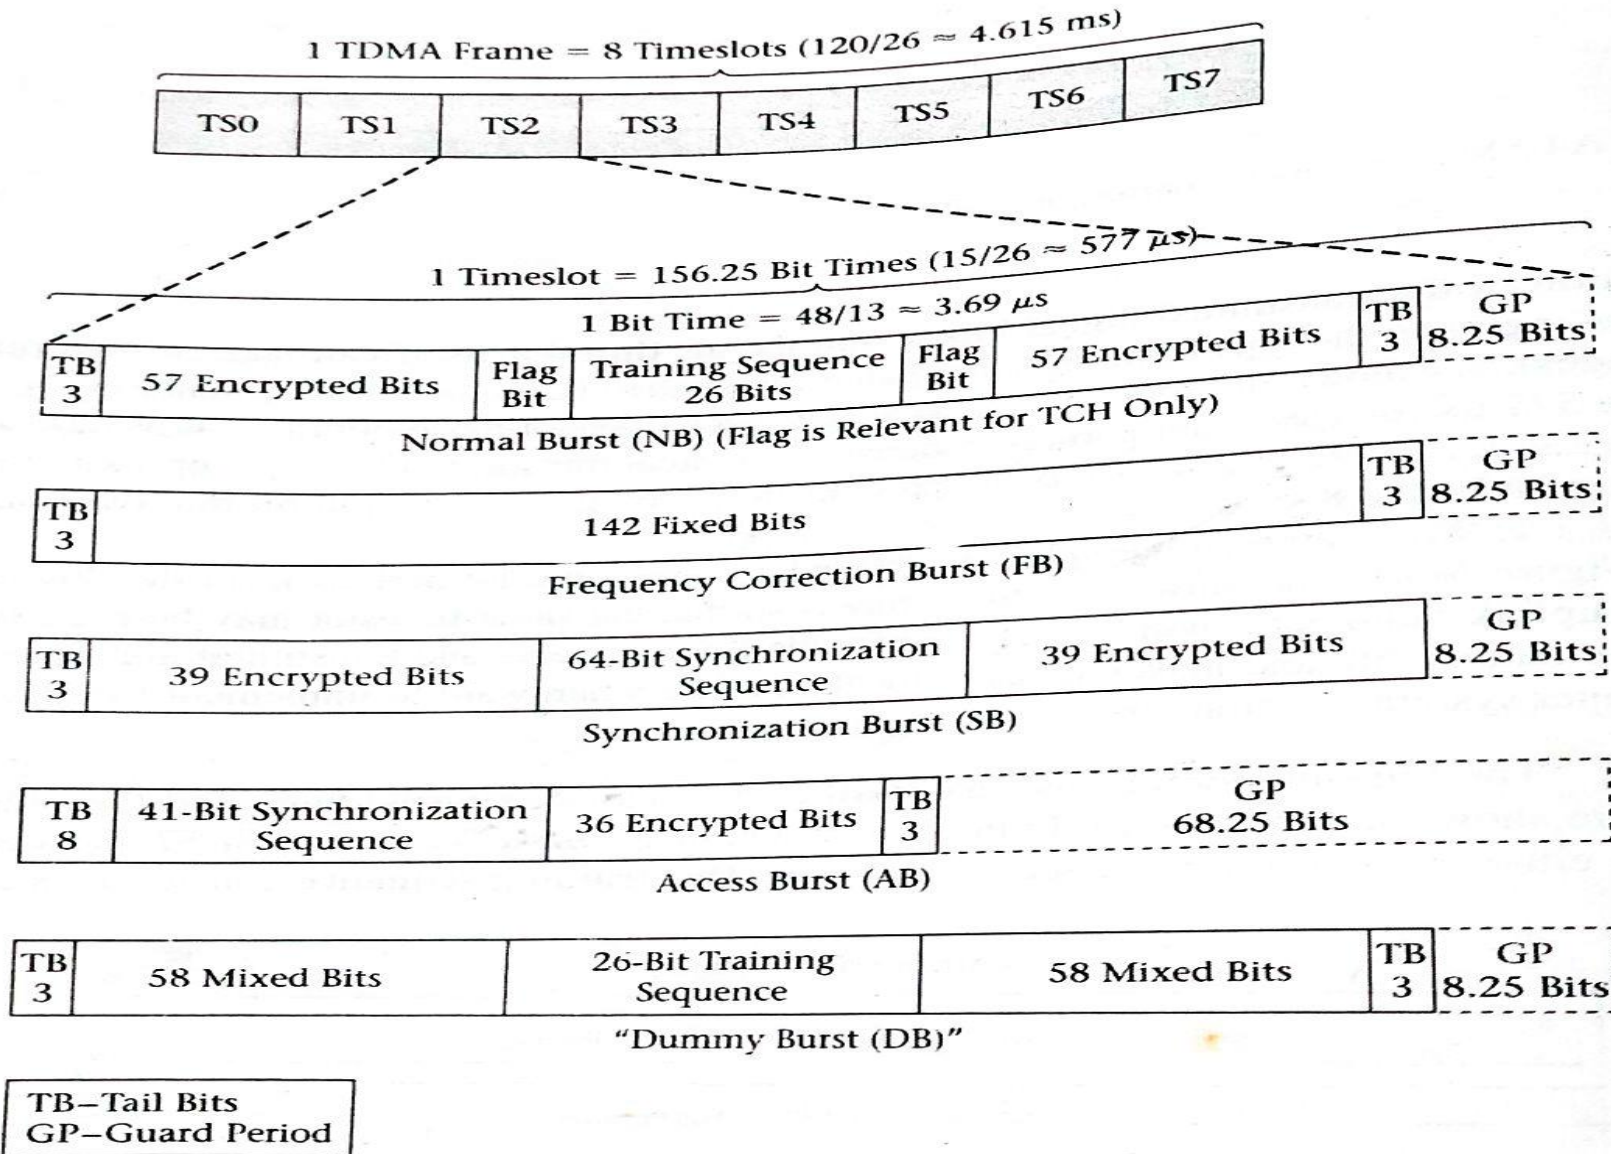 1 TDMA Frame = 8 Timeslots (120/26 ≈ 4.615 ms)
TS0 TS1 TS2 TS3 TS4 TS5 TS6 TS7
1 Timeslot = 156.25 Bit Times (15/26 ≈ 577 μs)
1 Bit Time = 48/13 ≈ 3.69 μs
TB
3
57 Encrypted Bits
Flag
Bit
Training Sequence
26 Bits
Flag
Bit
57 Encrypted Bits
TB
3
GP
8.25 Bits
Normal Burst (NB) (Flag is Relevant for TCH Only)
TB
3
142 Fixed Bits
TB
3
GP
8.25 Bits
Frequency Correction Burst (FB)
TB
3
39 Encrypted Bits
64-Bit Synchronization
Sequence
39 Encrypted Bits
GP
8.25 Bits
Synchronization Burst (SB)
TB
8
41-Bit Synchronization
Sequence
36 Encrypted Bits
TB
3
GP
68.25 Bits
Access Burst (AB)
TB
3
58 Mixed Bits
26-Bit Training
Sequence
58 Mixed Bits
TB
3
GP
8.25 Bits
“Dummy Burst (DB)”
TB–Tail Bits
GP–Guard Period